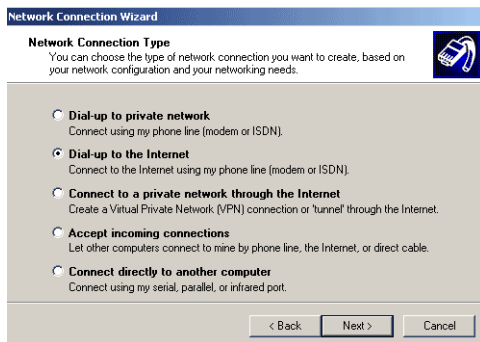 Network Connection Wizard
Network Connection Type
You can choose the type of network connection you want to create, based on
your network configuration and your networking needs.
Dial-up to private network
Connect using my phone line (modem or ISDN).
Dial-up to the Internet
Connect to the Internet using my phone line (modem or ISDN).
Connect to a private network through the Internet
Create a Virtual Private Network (VPN) connection or 'tunnel' through the Internet.
Accept incoming connections
Let other computers connect to mine by phone line, the Internet, or direct cable.
Connect directly to another computer
Connect using my serial, parallel, or infrared port.
< Back Next > Cancel